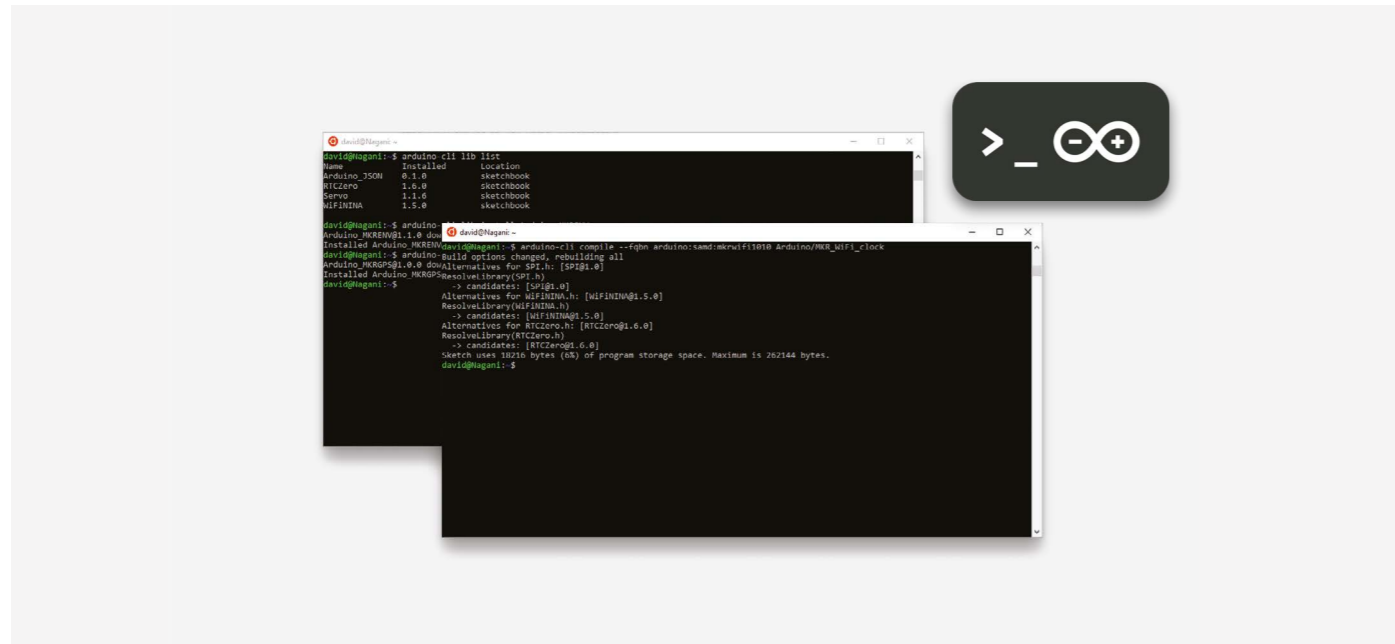 david@Nagani: ~
david@Nagani:~$ arduino-cli lib list
Name Installed Location
Arduino_JSON 0.1.0 sketchbook
RTCZero 1.6.0 sketchbook
Servo 1.1.6 sketchbook
WiFiNINA 1.5.0 sketchbook
david@Nagani:~$ arduino-
Arduino_MKRENV@1.1.0 dow
Installed Arduino_MKRENV
david@Nagani:~$ arduino-
Arduino_MKRGPS@1.0.0 dow
Installed Arduino_MKRGPS
david@Nagani:~$
>_
david@Nagani: ~
david@Nagani:~$ arduino-cli compile --fqbn arduino:samd:mkrwifi1010 Arduino/MKR_WiFi_clock
Build options changed, rebuilding all
Alternatives for SPI.h: [SPI@1.0]
ResolveLibrary(SPI.h)
-> candidates: [SPI@1.0]
Alternatives for WiFiNINA.h: [WiFiNINA@1.5.0]
ResolveLibrary(WiFiNINA.h)
-> candidates: [WiFiNINA@1.5.0]
Alternatives for RTCZero.h: [RTCZero@1.6.0]
ResolveLibrary(RTCZero.h)
-> candidates: [RTCZero@1.6.0]
Sketch uses 18216 bytes (6%) of program storage space. Maximum is 262144 bytes.
david@Nagani:~$